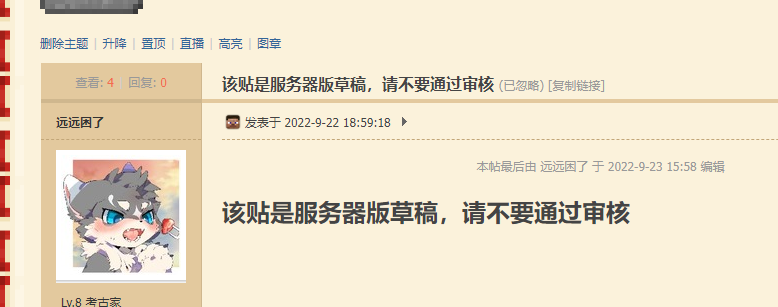 删除主题 | 升降 | 置顶 | 直播 | 高亮 | 图章
查看: 4 | 回复: 0
该贴是服务器版草稿，请不要通过审核 (已忽略) [复制链接]
远远困了
发表于 2022-9-22 18:59:18
本帖最后由 远远困了 于 2022-9-23 15:58 编辑
该贴是服务器版草稿，请不要通过审核
Lv.8 考古家